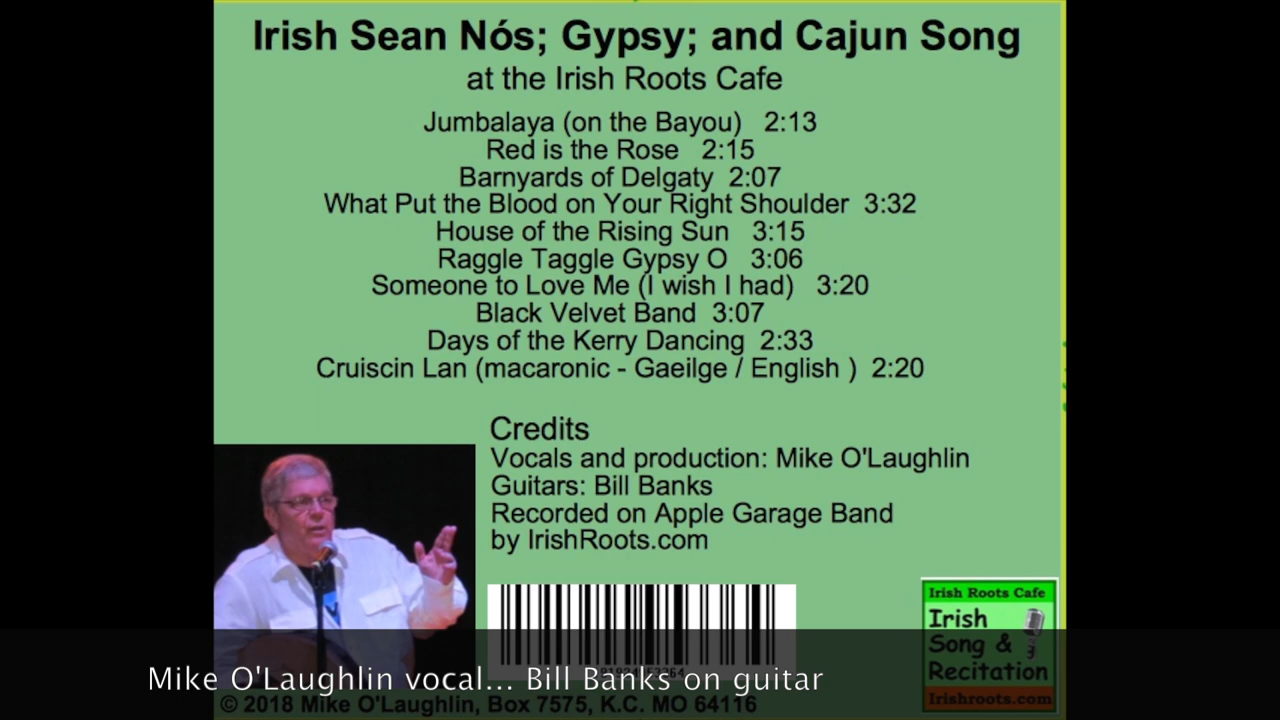 Irish Sean Nós; Gypsy; and Cajun Song
at the Irish Roots Cafe
Jumbalaya (on the Bayou) 2:13
Red is the Rose 2:15
Barnyards of Delgaty 2:07
What Put the Blood on Your Right Shoulder 3:32
House of the Rising Sun 3:15
Raggle Taggle Gypsy O 3:06
Someone to Love Me (I wish I had) 3:20
Black Velvet Band 3:07
Days of the Kerry Dancing 2:33
Cruiscin Lan (macaronic - Gaeilge / English ) 2:20
Credits
Vocals and production: Mike O'Laughlin
Guitars: Bill Banks
Recorded on Apple Garage Band
by IrishRoots.com
Irish Roots Cafe
Irish
Song &
Recitation
Irishroots.com
Mike O'Laughlin vocal... Bill Banks on guitar
© 2018 Mike O'Laughlin, Box 7575, K.C. MO 64116